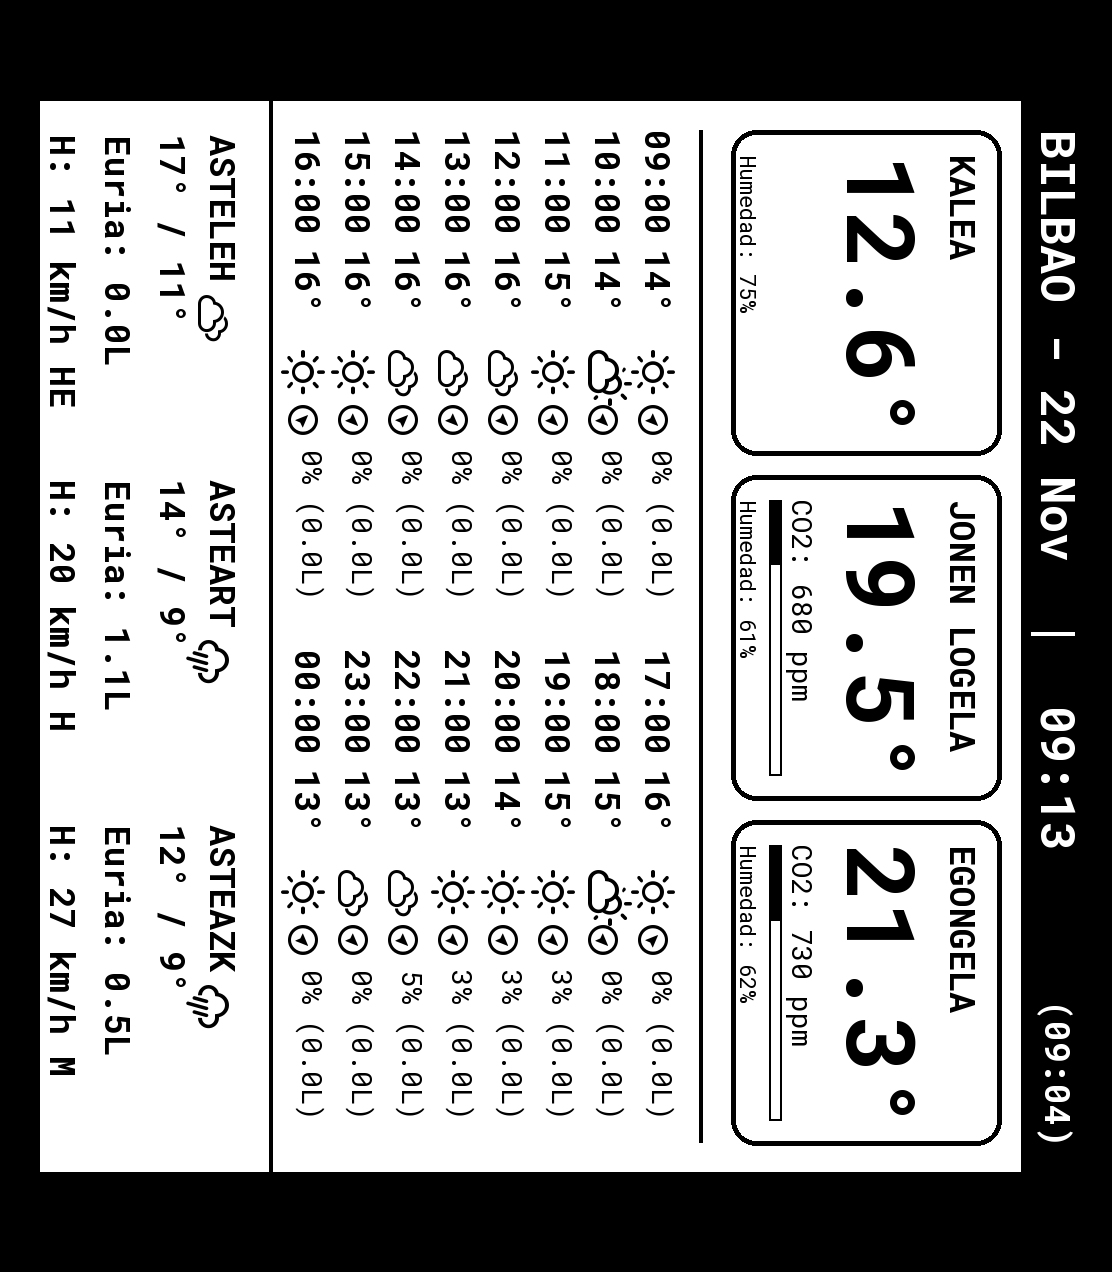 BILBAO - 22 Nov | 09:13 (09:04)
KALEA
12.6°
Humedad: 75%
JONEN LOGELA
19.5°
CO2: 680 ppm
Humedad: 61%
EGONGELA
21.3°
CO2: 730 ppm
Humedad: 62%
09:00 14° 0% (0.0L)
10:00 14° 0% (0.0L)
11:00 15° 0% (0.0L)
12:00 16° 0% (0.0L)
13:00 16° 0% (0.0L)
14:00 16° 0% (0.0L)
15:00 16° 0% (0.0L)
16:00 16° 0% (0.0L)
17:00 16° 0% (0.0L)
18:00 15° 0% (0.0L)
19:00 15° 3% (0.0L)
20:00 14° 3% (0.0L)
21:00 13° 3% (0.0L)
22:00 13° 5% (0.0L)
23:00 13° 0% (0.0L)
00:00 13° 0% (0.0L)
ASTELEH
17° / 11°
Euria: 0.0L
H: 11 km/h HE
ASTEART
14° / 9°
Euria: 1.1L
H: 20 km/h H
ASTEAZK
12° / 9°
Euria: 0.5L
H: 27 km/h M